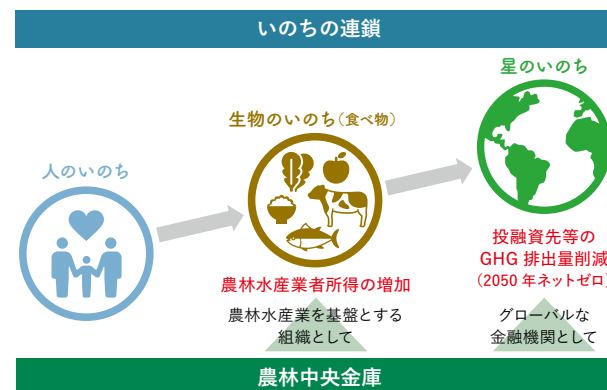 いのちの連鎖
星のいのち
生物のいのち(食べ物)
人のいのち
投融資先等の
GHG 排出量削減
(2050 年ネットゼロ)
農林水産業者所得の増加
農林水産業を基盤とする
組織として
グローバルな
金融機関として
農林中央金庫